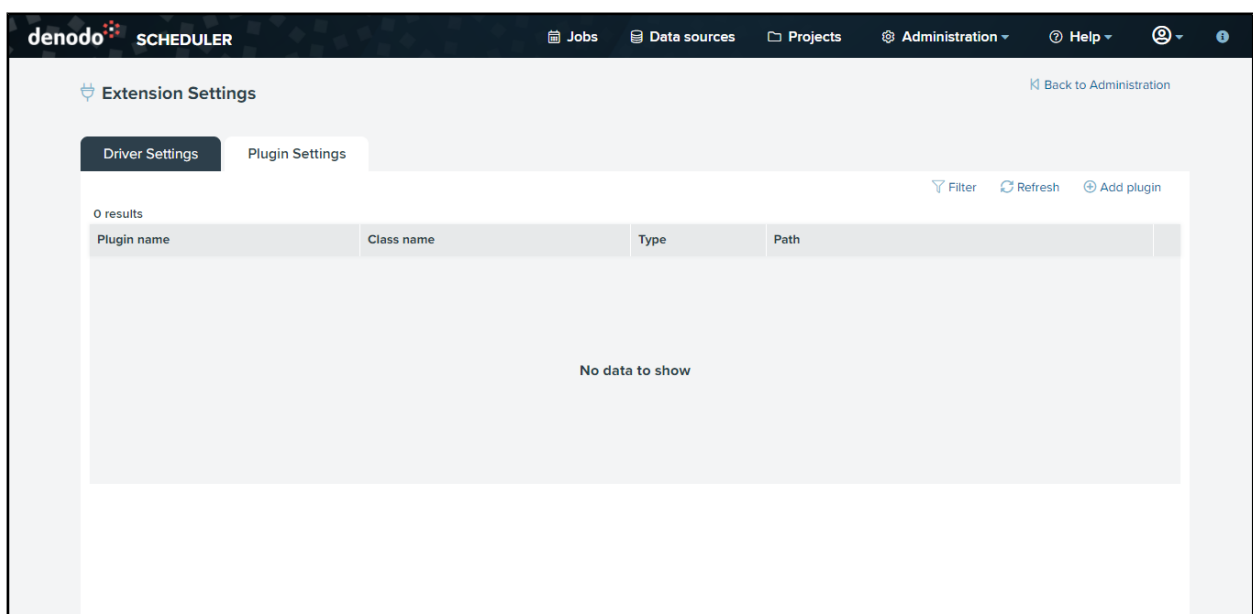 denodo SCHEDULER Jobs Data sources Projects Administration Help
Extension Settings Back to Administration
Driver Settings Plugin Settings
Filter Refresh Add plugin
0 results
Plugin name Class name Type Path
No data to show